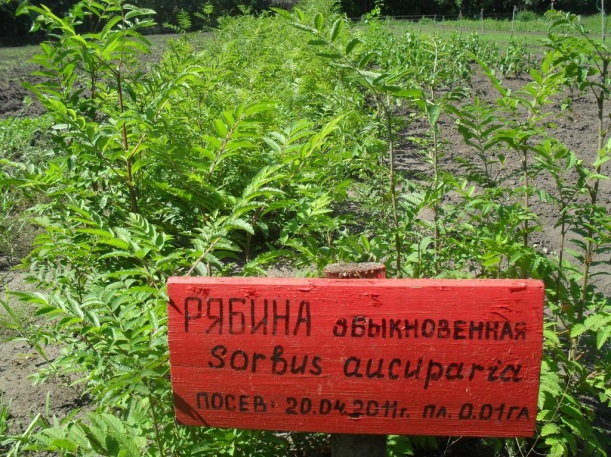 РЯБИНА ОБЫКНОВЕННАЯ
Sorbus aucuparia
ПОСЕВ: 20.04.2011г. ПЛ. 0.01ГА